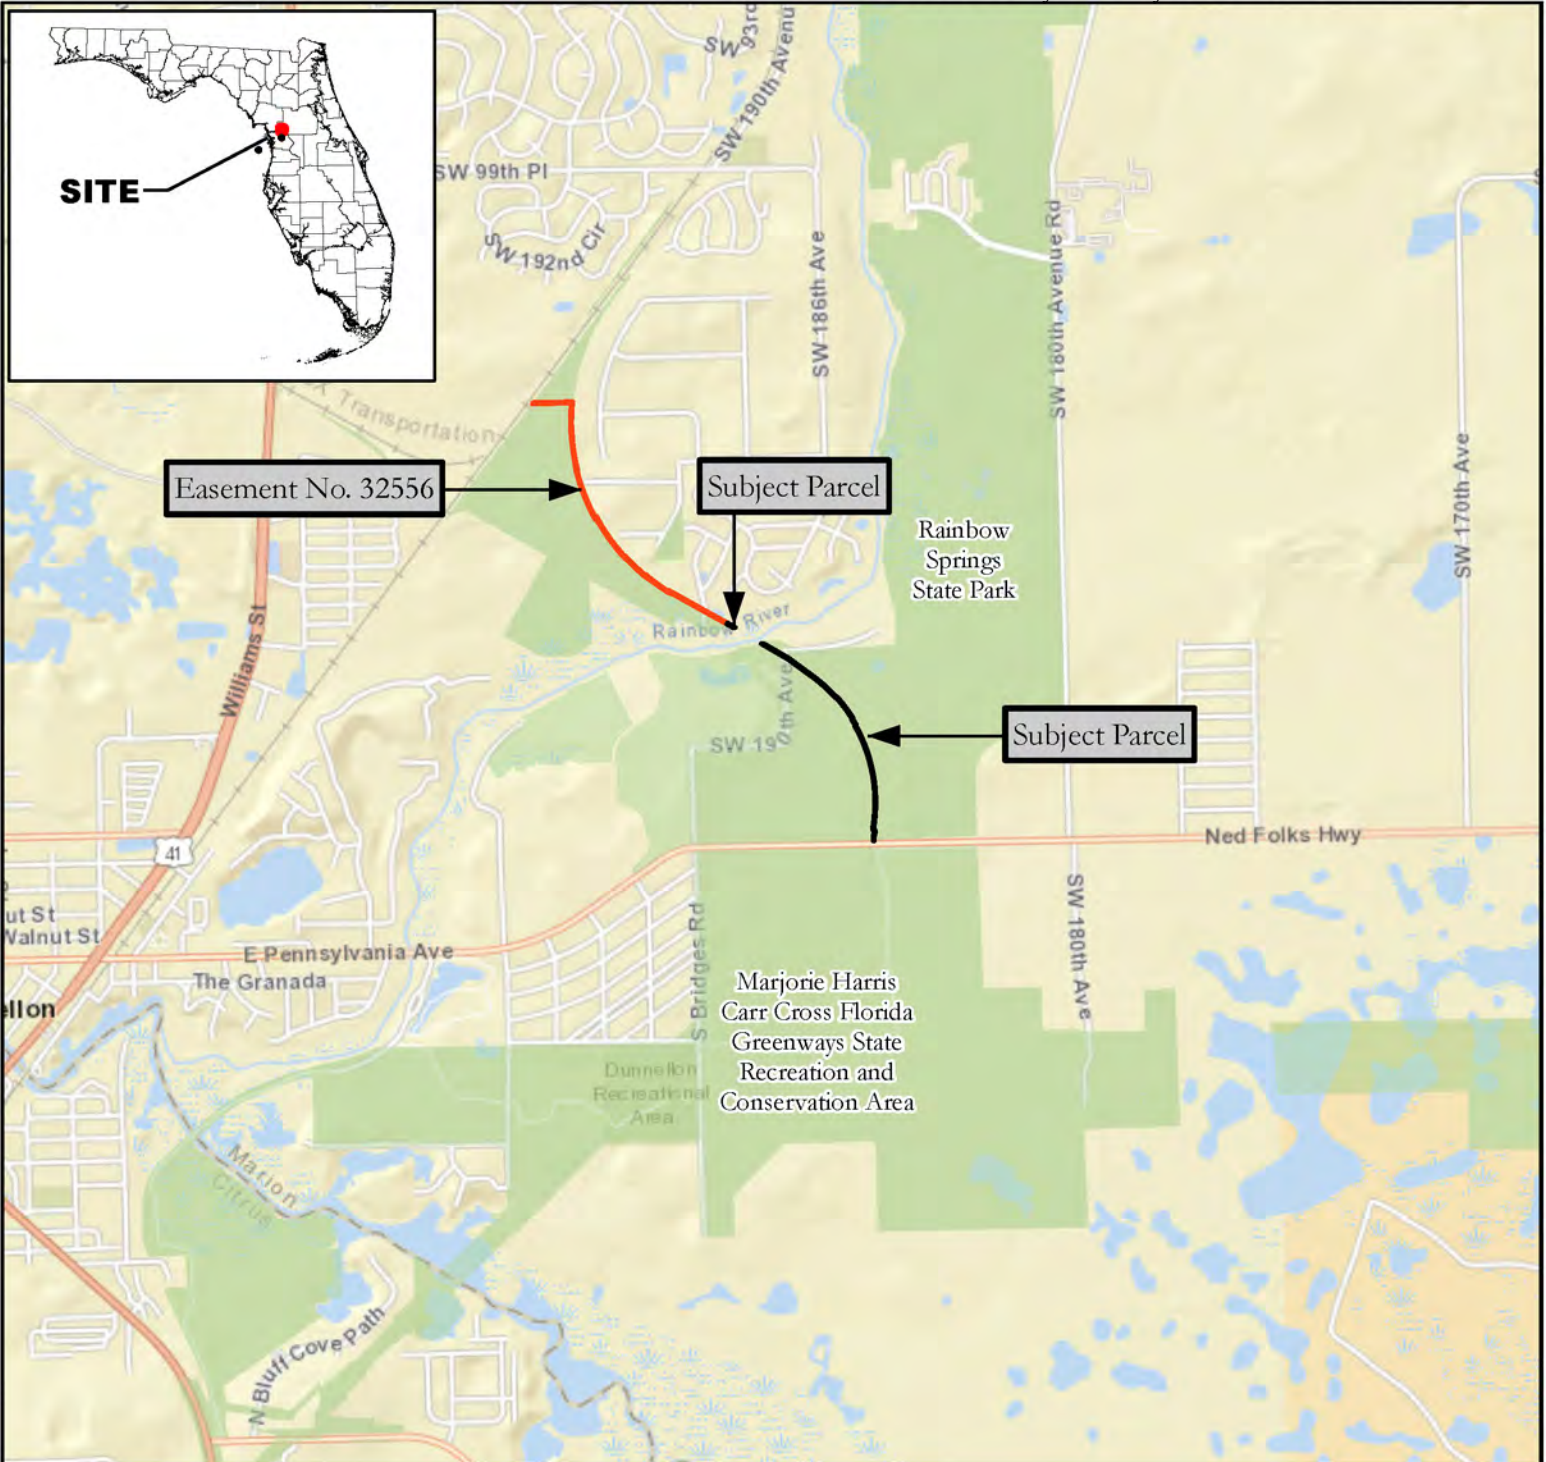 SITE
SW 93rd
SW 190th Avenu
SW 99th Pl
SW 192nd Cir
SW 186th Ave
SW 180th Avenue Rd
SW 170th Ave
X Transportation
Easement No. 32556
Subject Parcel
Rainbow
Springs
State Park
Rainbow River
Williams St
SW 190th Ave
Subject Parcel
Ned Folks Hwy
41
ut St
Walnut St
E Pennsylvania Ave
The Granada
ellon
S Bridges Rd
SW 180th Ave
Marjorie Harris
Carr Cross Florida
Greenways State
Recreation and
Conservation Area
Dunnellon
Recreational
Area
Marion
Citrus
N Bluff Cove Path